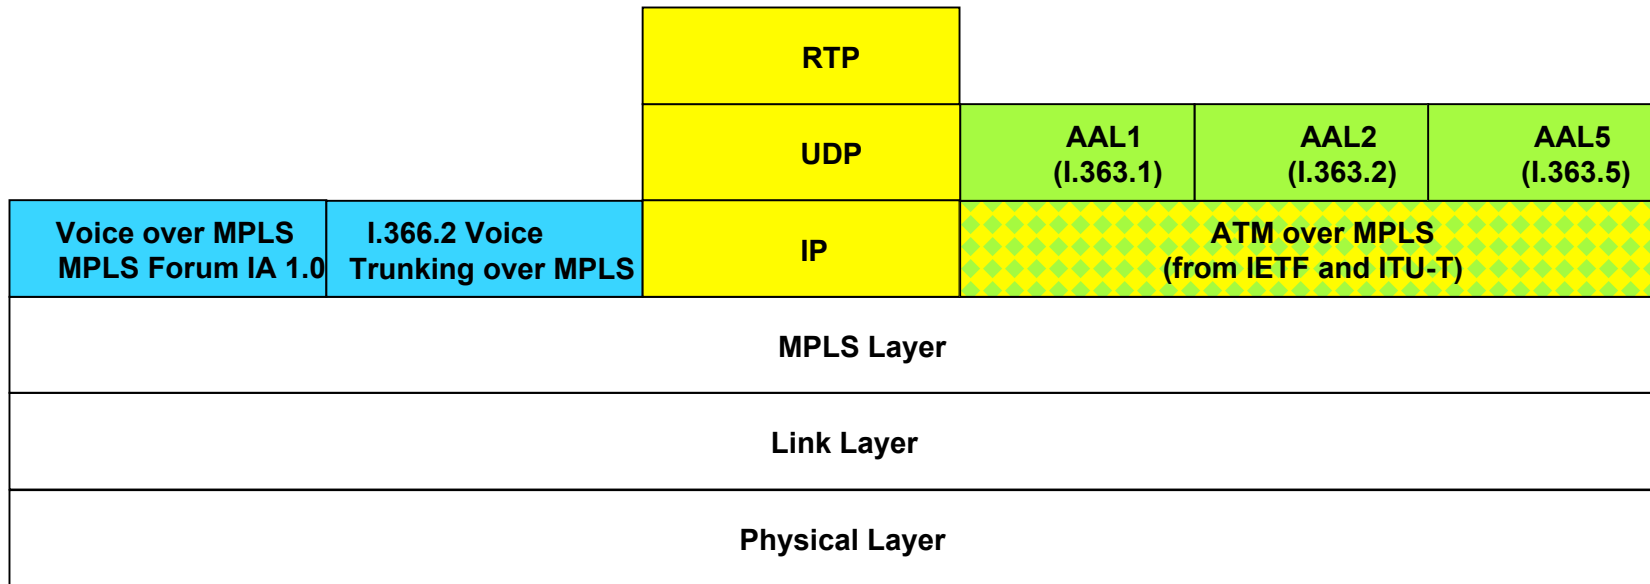 RTP
UDP
AAL1
(I.363.1)
AAL2
(I.363.2)
AAL5
(I.363.5)
Voice over MPLS
MPLS Forum IA 1.0
I.366.2 Voice
Trunking over MPLS
IP
ATM over MPLS
(from IETF and ITU-T)
MPLS Layer
Link Layer
Physical Layer